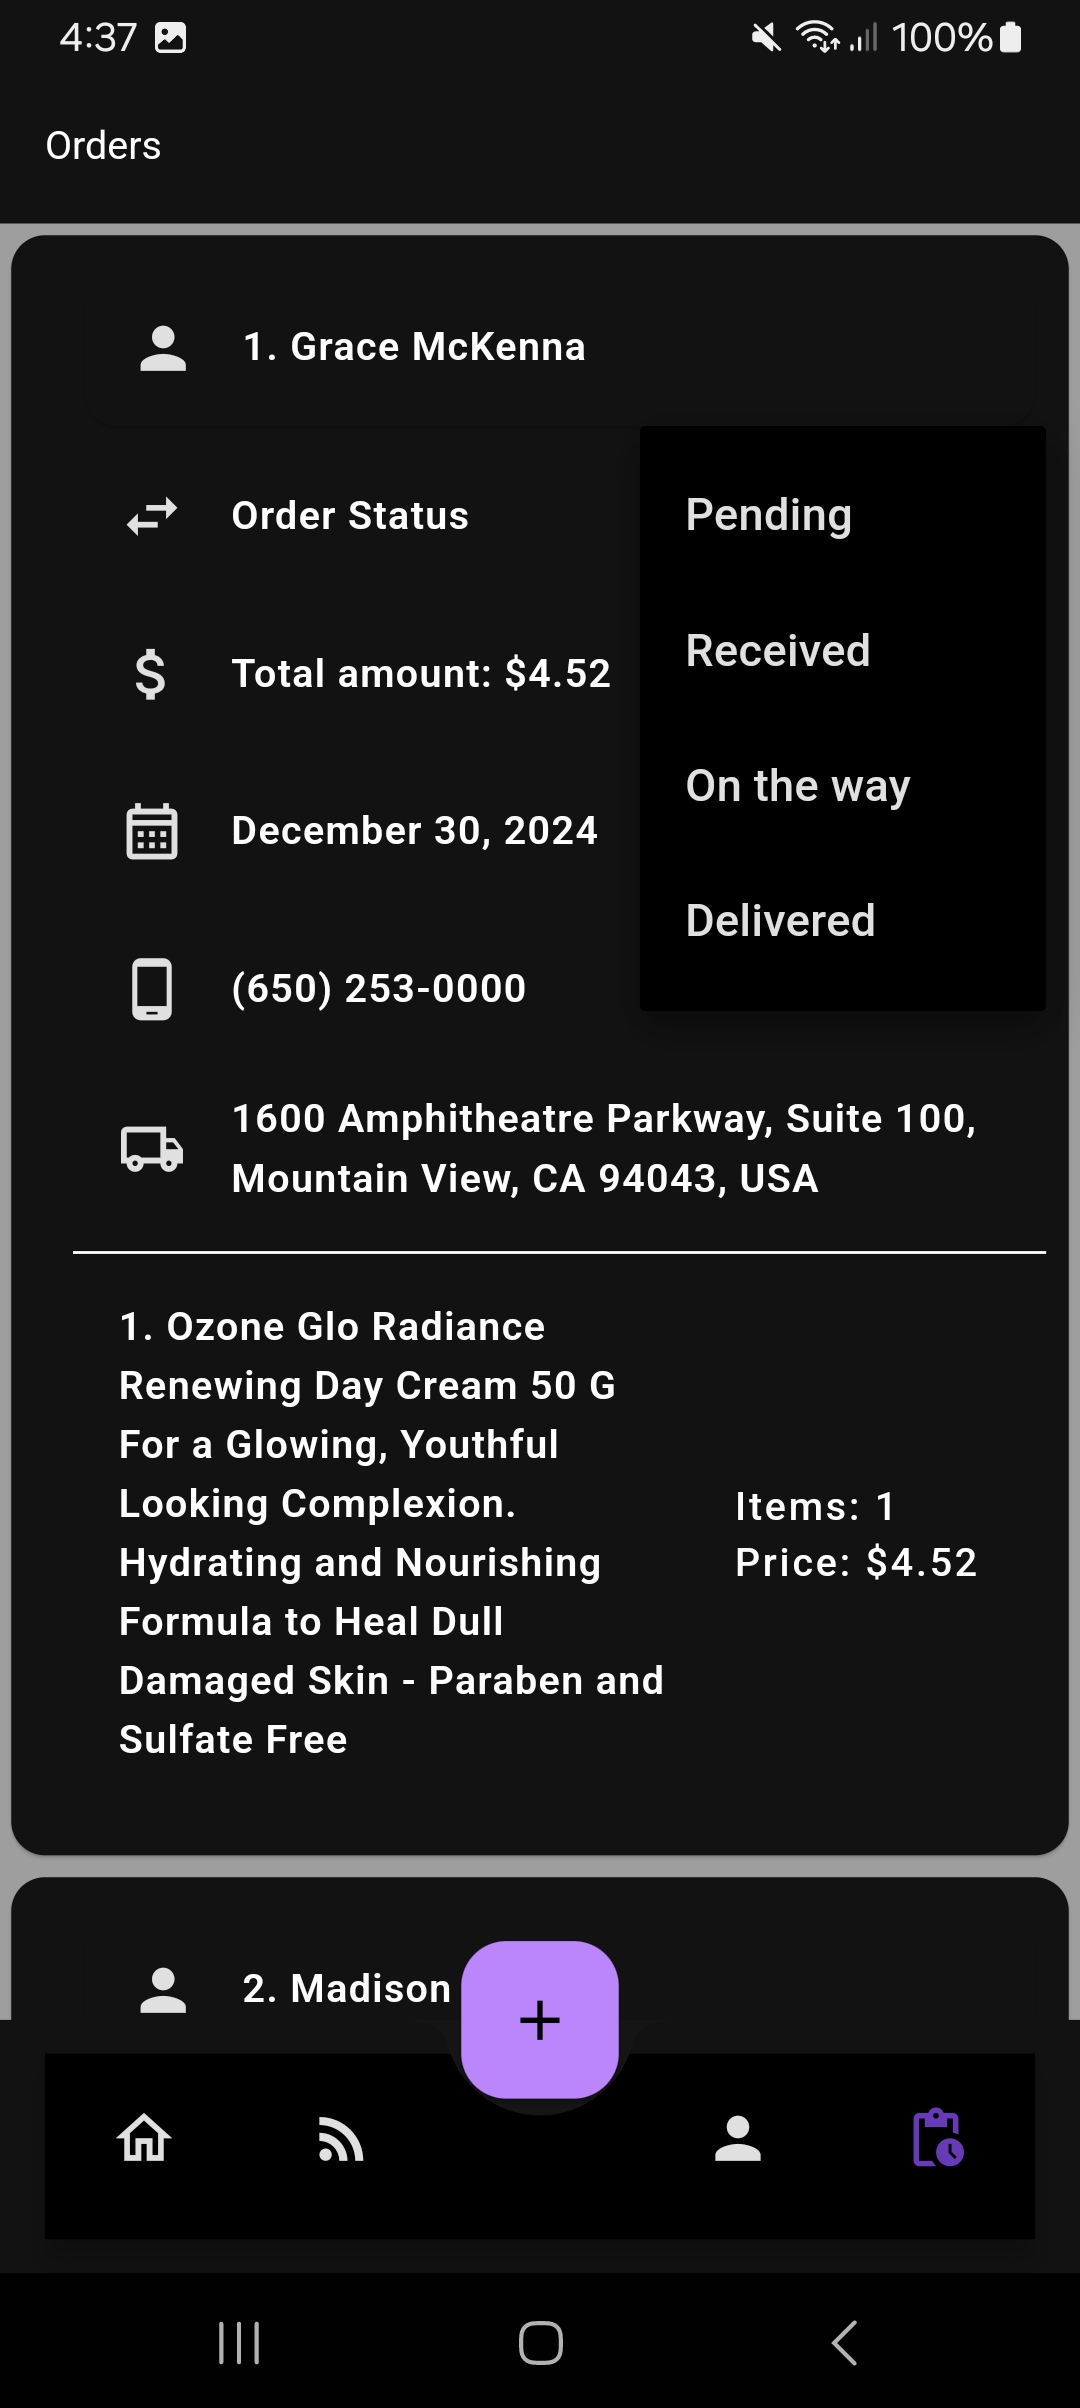 4:37
100%
Orders
1. Grace McKenna
Order Status
Pending
Received
Total amount: $4.52
On the way
December 30, 2024
Delivered
(650) 253-0000
1600 Amphitheatre Parkway, Suite 100,
Mountain View, CA 94043, USA
1. Ozone Glo Radiance
Renewing Day Cream 50 G
For a Glowing, Youthful
Looking Complexion.
Hydrating and Nourishing
Formula to Heal Dull
Damaged Skin - Paraben and
Sulfate Free
Items: 1
Price: $4.52
2. Madison